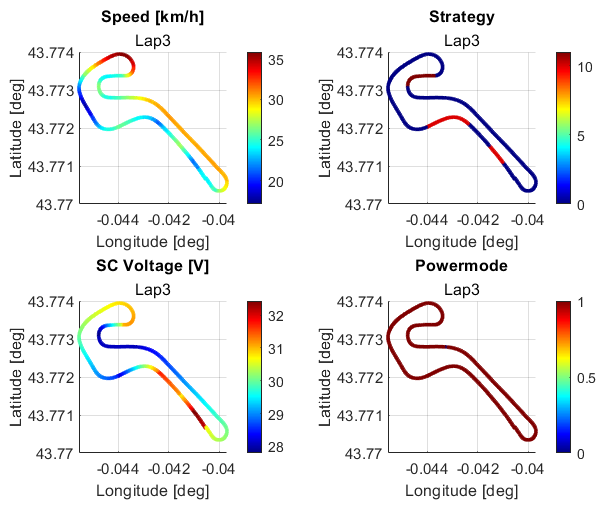 Speed [km/h]
Lap3
43.774
43.773
43.772
43.771
43.77
Latitude [deg]
-0.044 -0.042 -0.04
Longitude [deg]
35
30
25
20
Strategy
Lap3
43.774
43.773
43.772
43.771
43.77
Latitude [deg]
-0.044 -0.042 -0.04
Longitude [deg]
10
5
0
SC Voltage [V]
Lap3
43.774
43.773
43.772
43.771
43.77
Latitude [deg]
-0.044 -0.042 -0.04
Longitude [deg]
32
31
30
29
28
Powermode
Lap3
43.774
43.773
43.772
43.771
43.77
Latitude [deg]
-0.044 -0.042 -0.04
Longitude [deg]
1
0.5
0